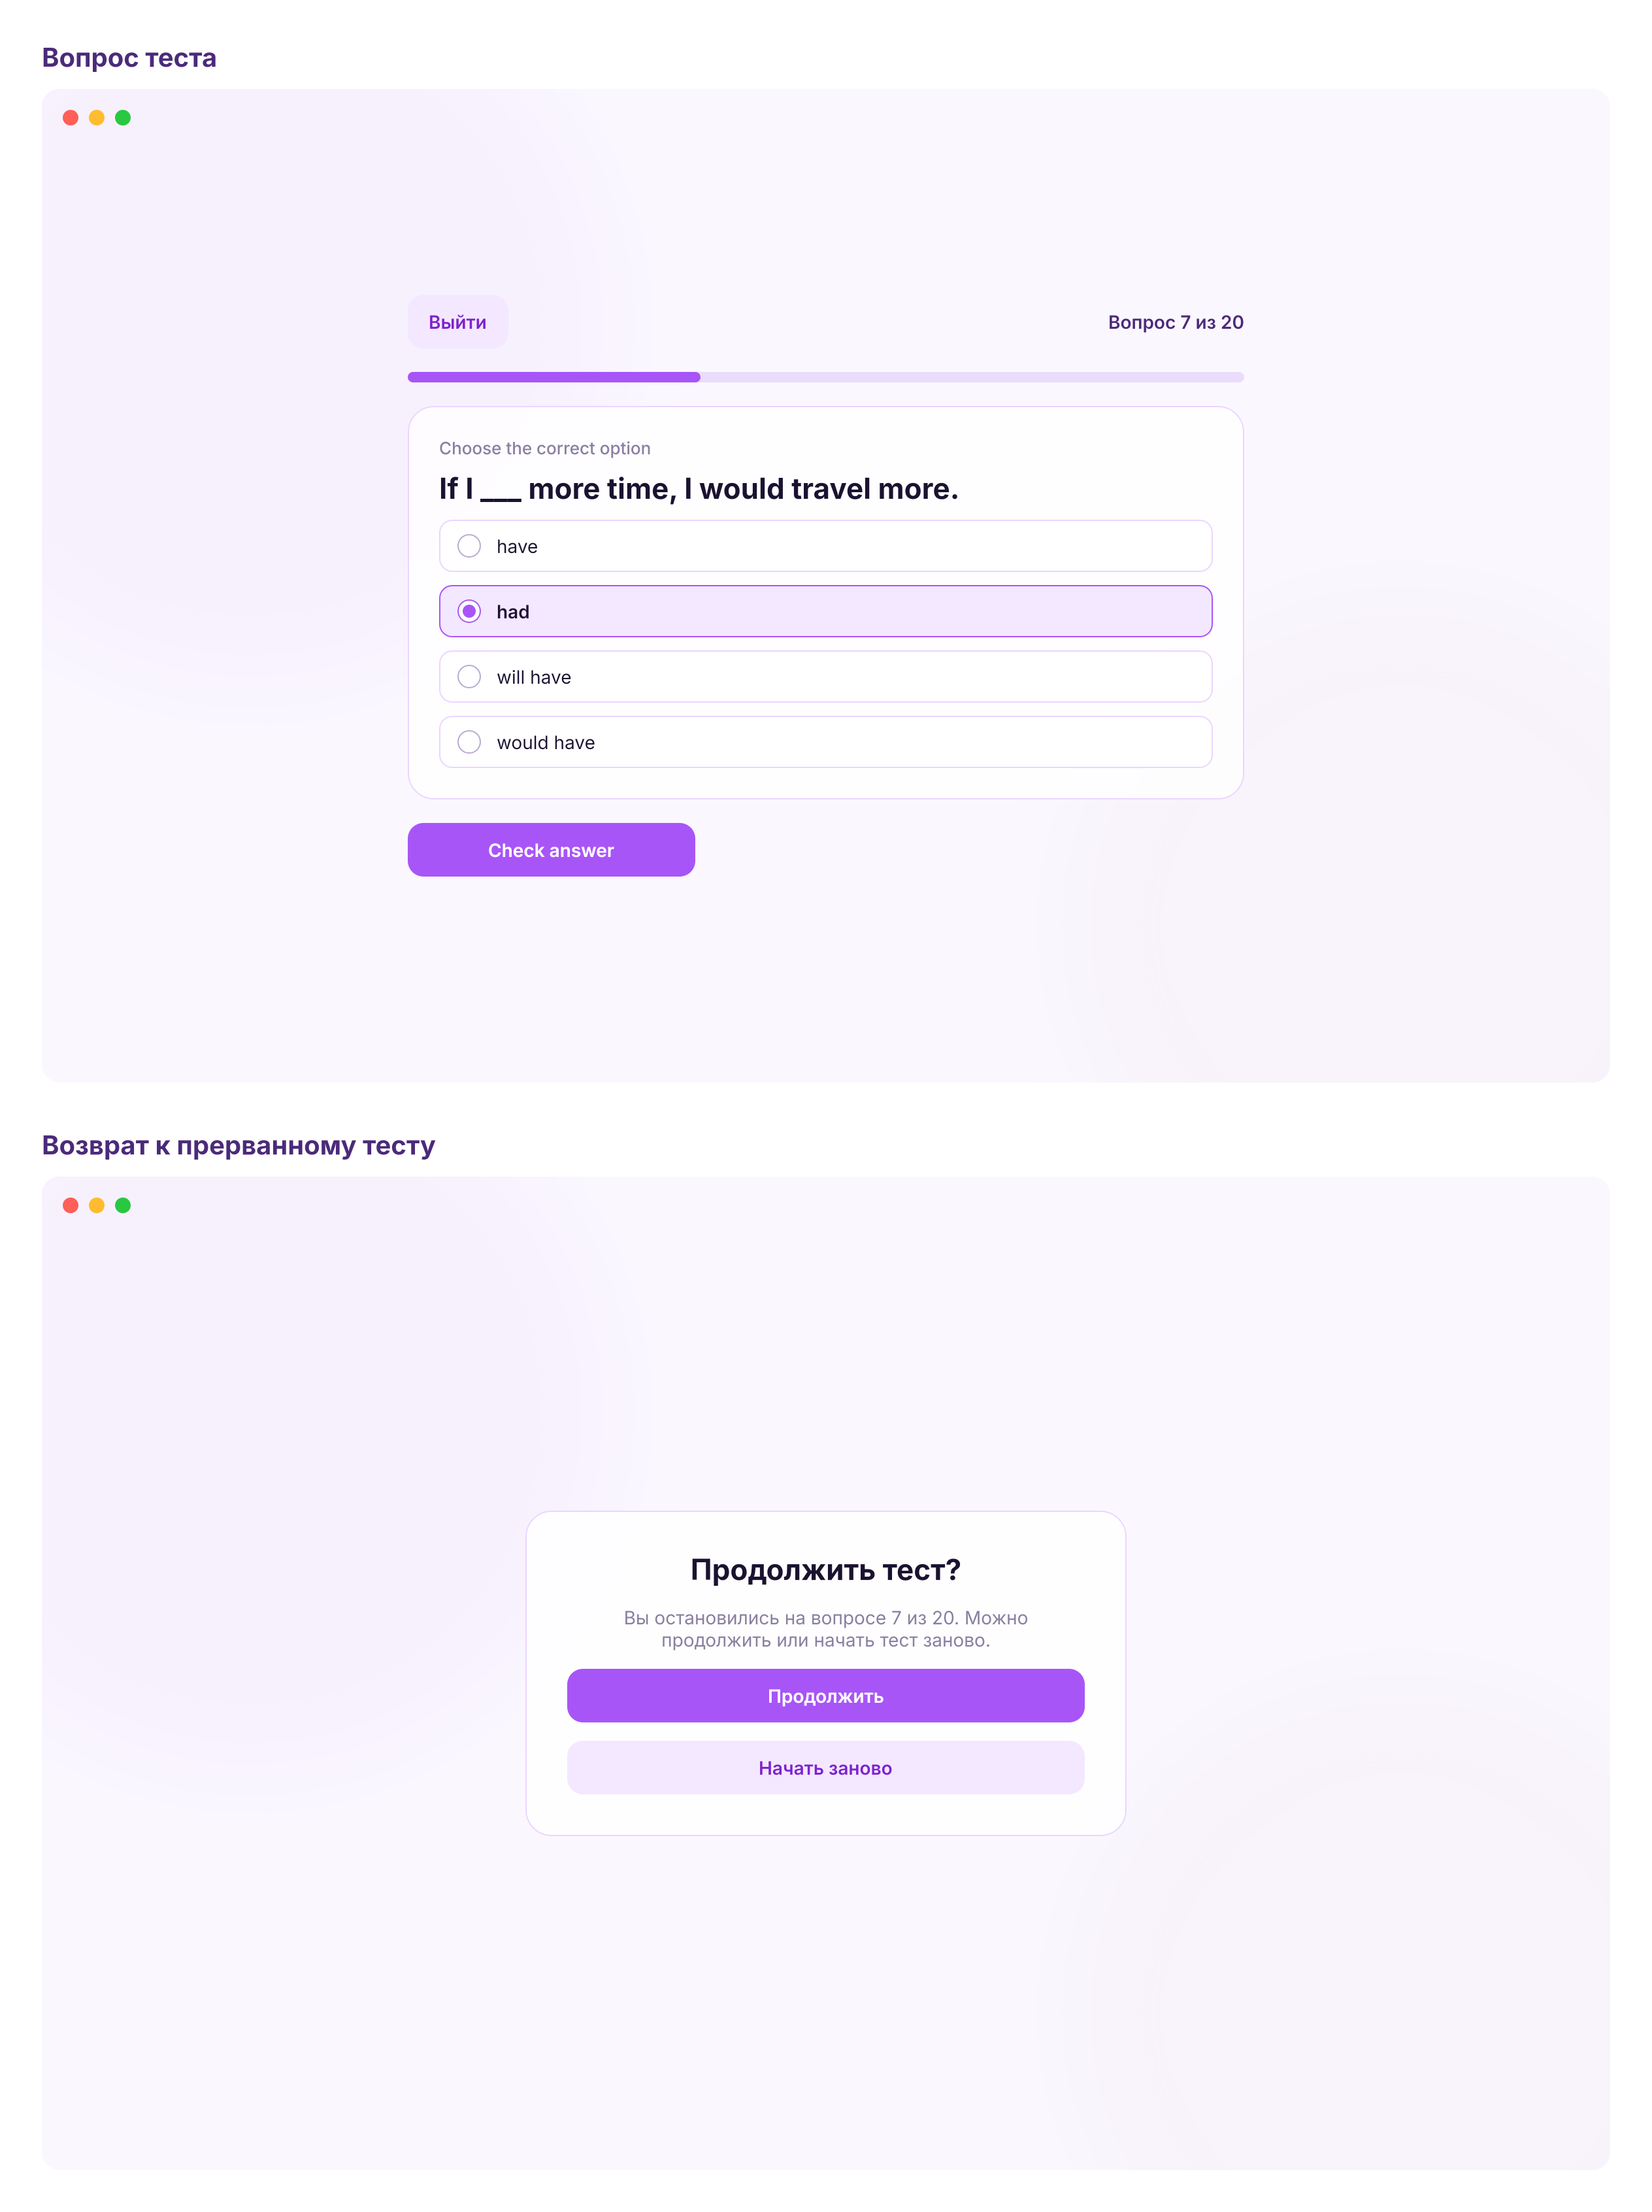 Вопрос теста
Выйти
Вопрос 7 из 20
Choose the correct option
If I ___ more time, I would travel more.
have
had
will have
would have
Check answer
Возврат к прерванному тесту
Продолжить тест?
Вы остановились на вопросе 7 из 20. Можно
продолжить или начать тест заново.
Продолжить
Начать заново